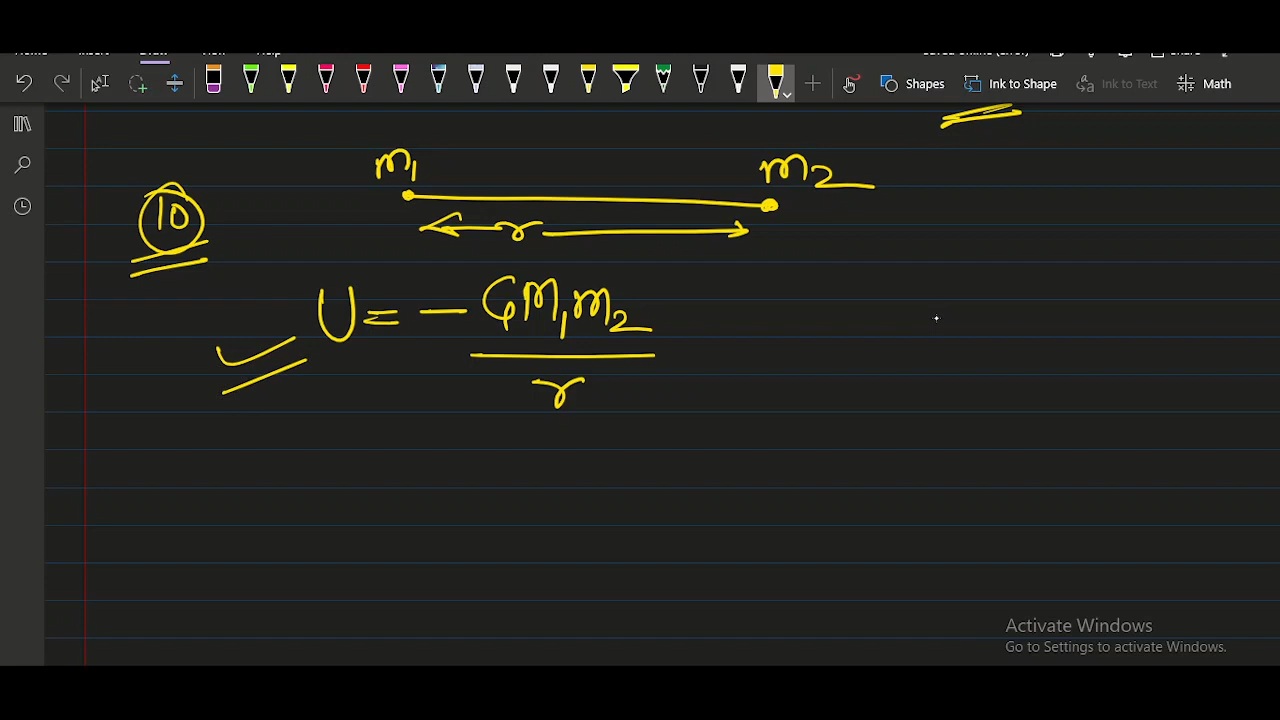 Shapes Ink to Shape Ink to Text Math
m1 m2
10
r
U = - Gm1m2
r
Activate Windows
Go to Settings to activate Windows.